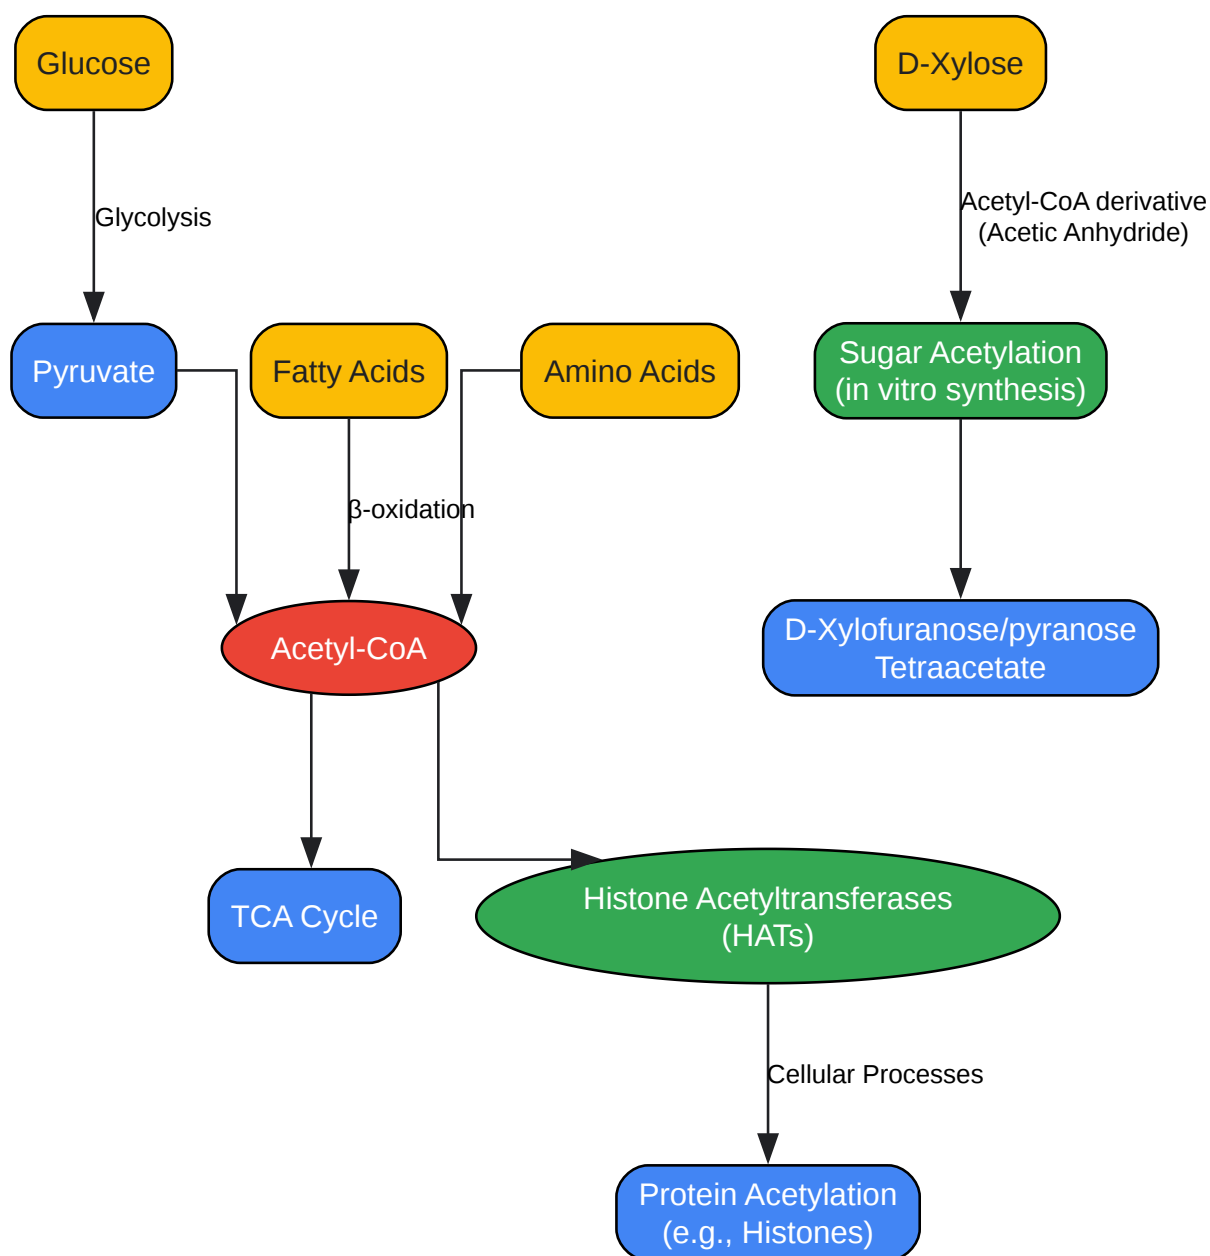 Glucose
D-Xylose
Glycolysis
Acetyl-CoA derivative
(Acetic Anhydride)
Pyruvate
Fatty Acids
Amino Acids
Sugar Acetylation
(in vitro synthesis)
β-oxidation
Acetyl-CoA
D-Xylofuranose/pyranose
Tetraacetate
TCA Cycle
Histone Acetyltransferases
(HATs)
Cellular Processes
Protein Acetylation
(e.g., Histones)